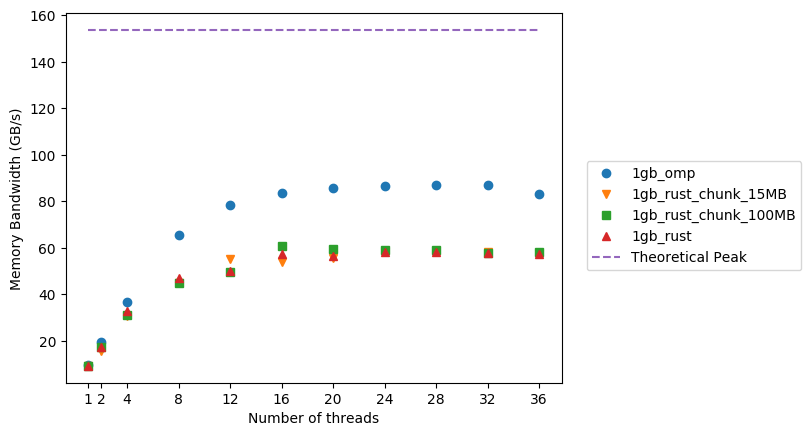 160
140
120
100
80
60
40
20
Memory Bandwidth (GB/s)
1 2 4 8 12 16 20 24 28 32 36
Number of threads
1gb_omp
1gb_rust_chunk_15MB
1gb_rust_chunk_100MB
1gb_rust
Theoretical Peak